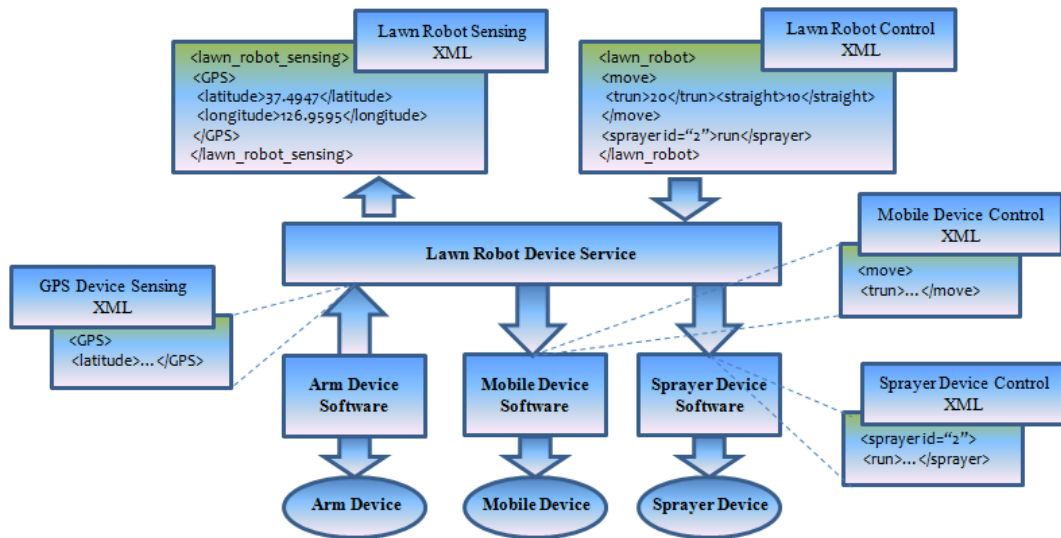 Lawn Robot Sensing
XML
<lawn_robot_sensing>
<GPS>
<latitude>37.4947</latitude>
<longitude>126.9595</longitude>
</GPS>
</lawn_robot_sensing>
Lawn Robot Control
XML
<lawn_robot>
<move>
<trun>20</trun><straight>10</straight>
</move>
<sprayer id=“2”>run</sprayer>
</lawn_robot>
Lawn Robot Device Service
Mobile Device Control
XML
<move>
<trun>...</move>
GPS Device Sensing
XML
<GPS>
<latitude>...</GPS>
Arm Device
Software
Mobile Device
Software
Sprayer Device
Software
Sprayer Device Control
XML
<sprayer id=“2”>
<run>...</sprayer>
Arm Device
Mobile Device
Sprayer Device